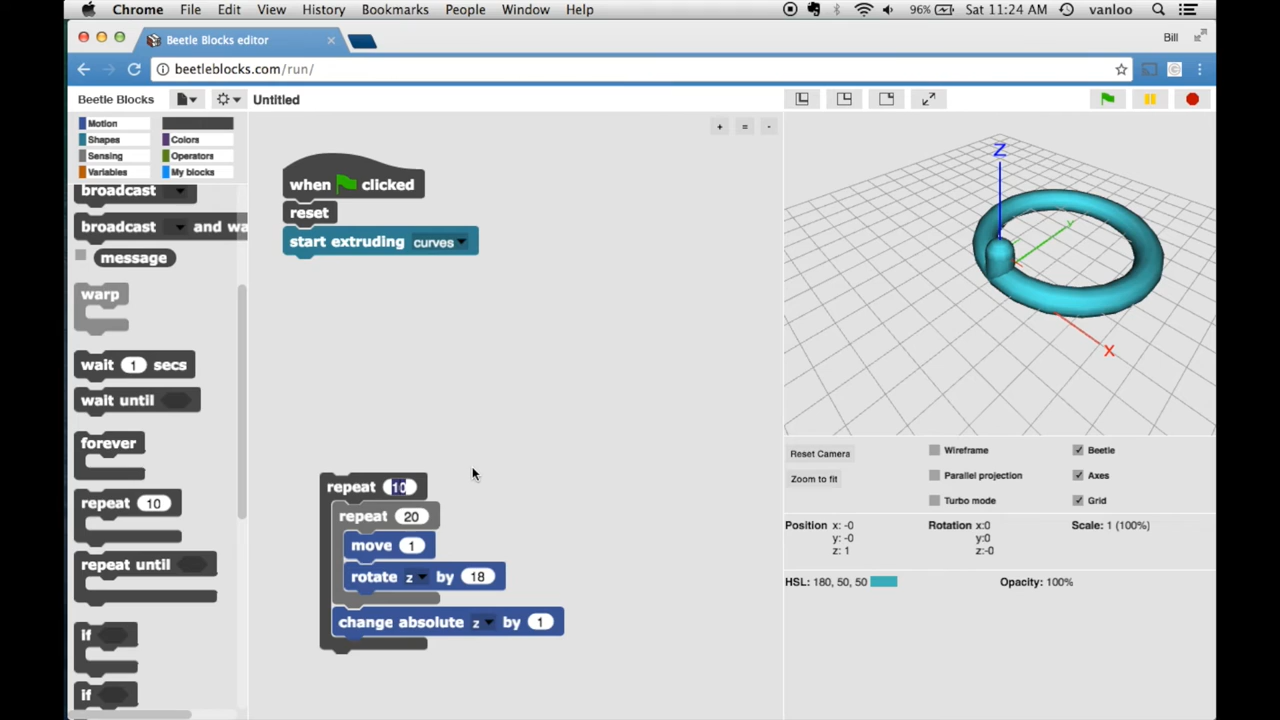 Chrome File Edit View History Bookmarks People Window Help 96% Sat 11:24 AM vanloo
Beetle Blocks editor Bill
beetleblocks.com/run/
Beetle Blocks Untitled
Motion
Shapes Colors
Sensing Operators
Variables My blocks
+ = -
broadcast
broadcast and wa
message
warp
wait 1 secs
wait until
forever
repeat 10
repeat until
if
if
when clicked
reset
start extruding curves
repeat 10
repeat 20
move 1
rotate z by 18
change absolute z by 1
Z
Y
X
Reset Camera Wireframe Beetle
Zoom to fit Parallel projection Axes
Turbo mode Grid
Position x: -0 Rotation x:0 Scale: 1 (100%)
y: -0 y:0
z: 1 z:-0
HSL: 180, 50, 50 Opacity: 100%